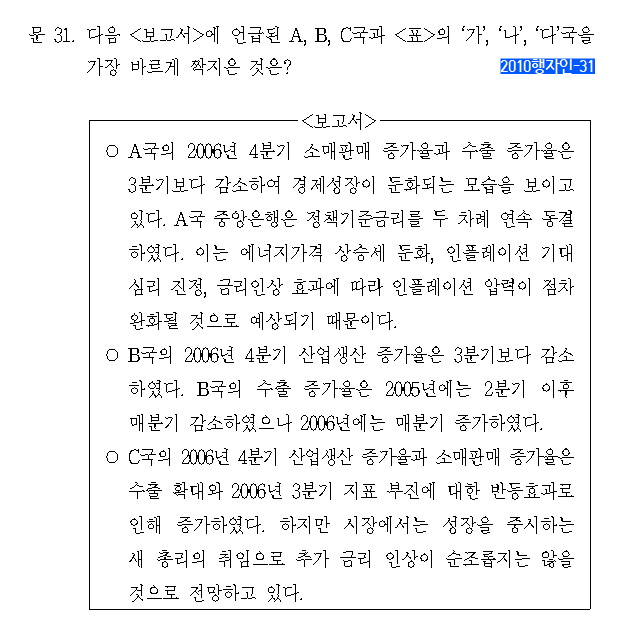 문 31. 다음 <보고서>에 언급된 A, B, C국과 <표>의 ‘가’, ‘나’, ‘다’국을
가장 바르게 짝지은 것은?
2010행자인-31
<보고서>
○ A국의 2006년 4분기 소매판매 증가율과 수출 증가율은
3분기보다 감소하여 경제성장이 둔화되는 모습을 보이고
있다. A국 중앙은행은 정책기준금리를 두 차례 연속 동결
하였다. 이는 에너지가격 상승세 둔화, 인플레이션 기대
심리 진정, 금리인상 효과에 따라 인플레이션 압력이 점차
완화될 것으로 예상되기 때문이다.
○ B국의 2006년 4분기 산업생산 증가율은 3분기보다 감소
하였다. B국의 수출 증가율은 2005년에는 2분기 이후
매분기 감소하였으나 2006년에는 매분기 증가하였다.
○ C국의 2006년 4분기 산업생산 증가율과 소매판매 증가율은
수출 확대와 2006년 3분기 지표 부진에 대한 반등효과로
인해 증가하였다. 하지만 시장에서는 성장을 중시하는
새 총리의 취임으로 추가 금리 인상이 순조롭지는 않을
것으로 전망하고 있다.